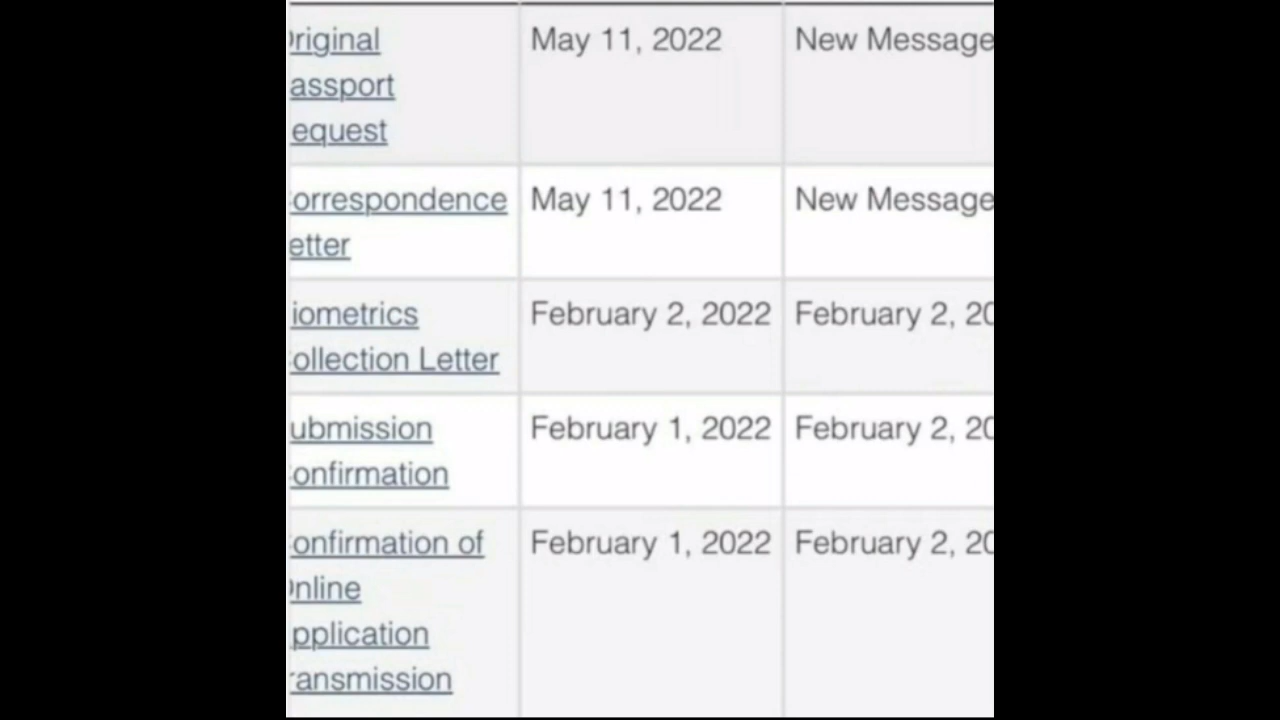 riginal May 11, 2022 New Message
assport
equest
orrespondence May 11, 2022 New Message
etter
iometrics February 2, 2022 February 2, 20
ollection Letter
ubmission February 1, 2022 February 2, 20
onfirmation
onfirmation of February 1, 2022 February 2, 20
nline
pplication
ransmission